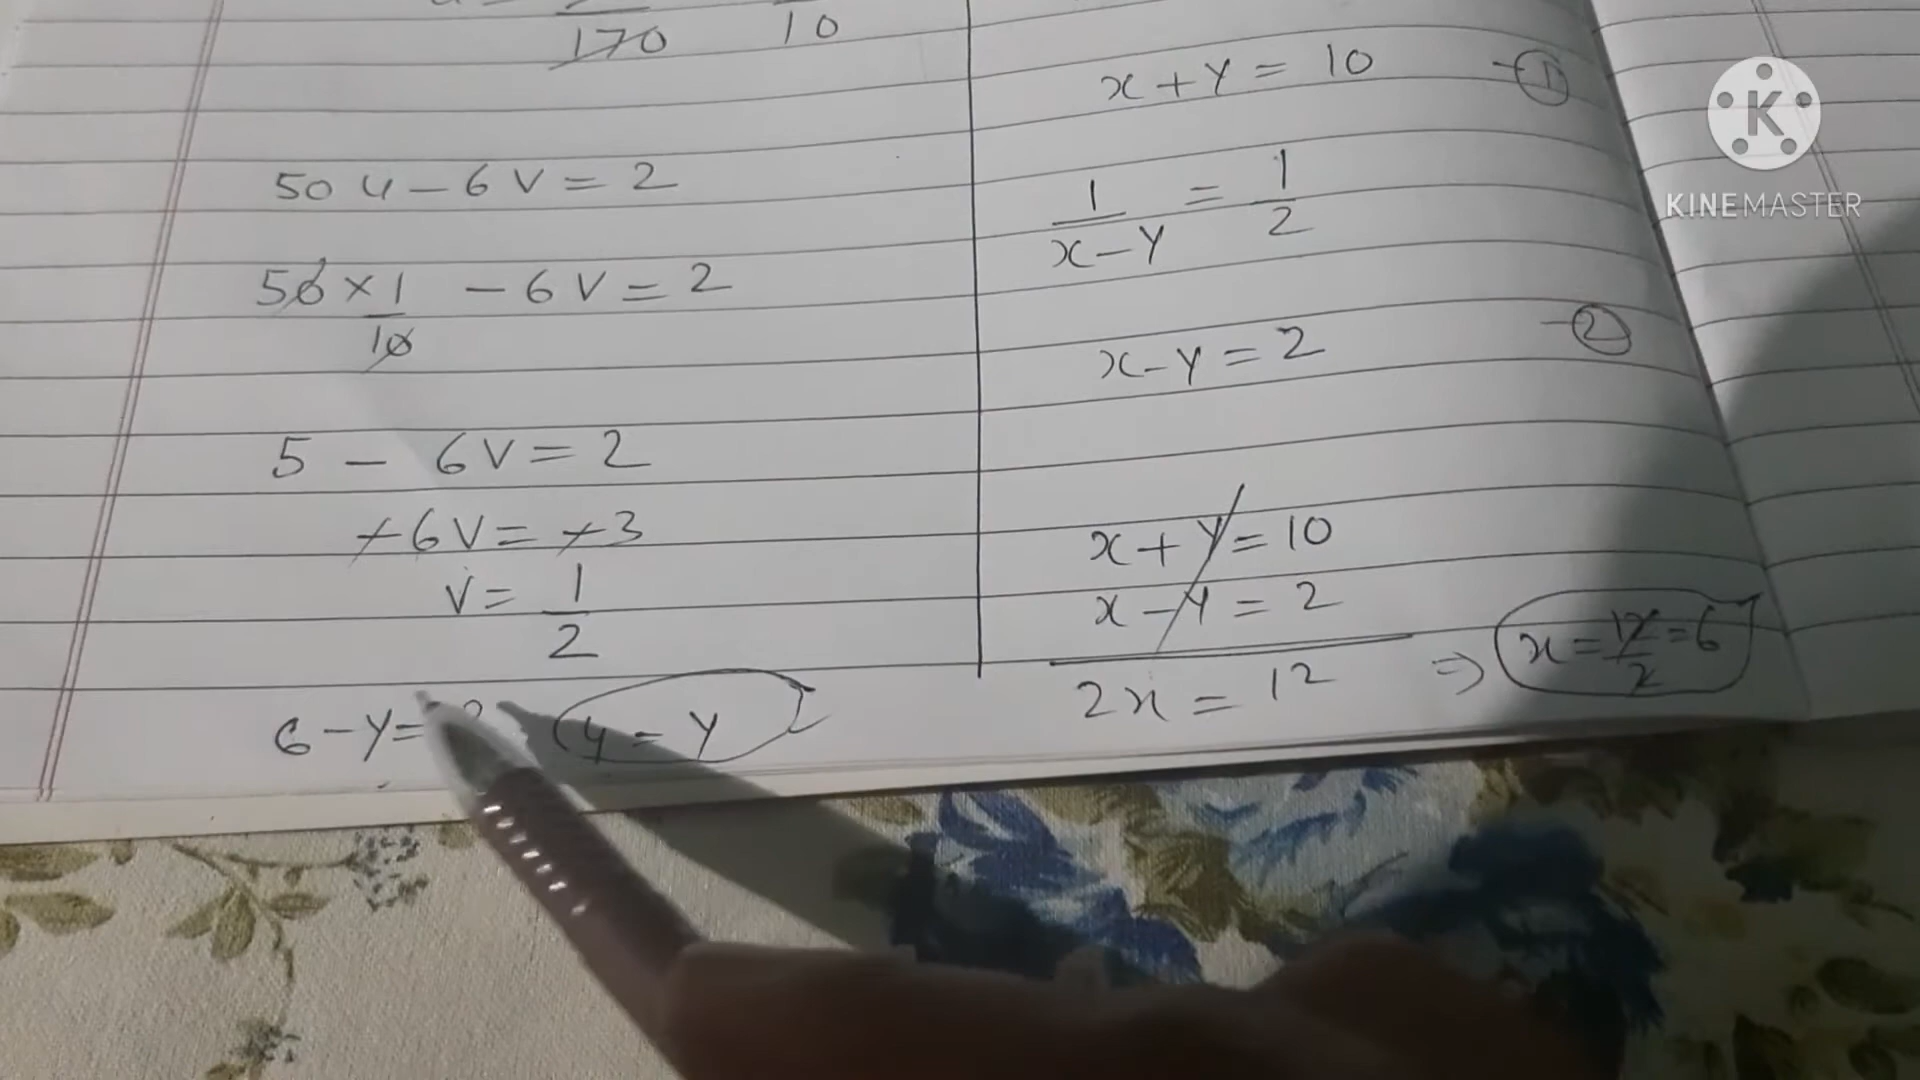 170 10
50u - 6v = 2
50 × 1/10 - 6v = 2
5 - 6v = 2
+6v = +3
v = 1/2
6 - y = 4 = y
x + y = 10 - 1
1/x-y = 1/2
x - y = 2 - 2
x + y = 10
x - y = 2
2x = 12 ⇒ x = 12/2 = 6
K
KINEMASTER